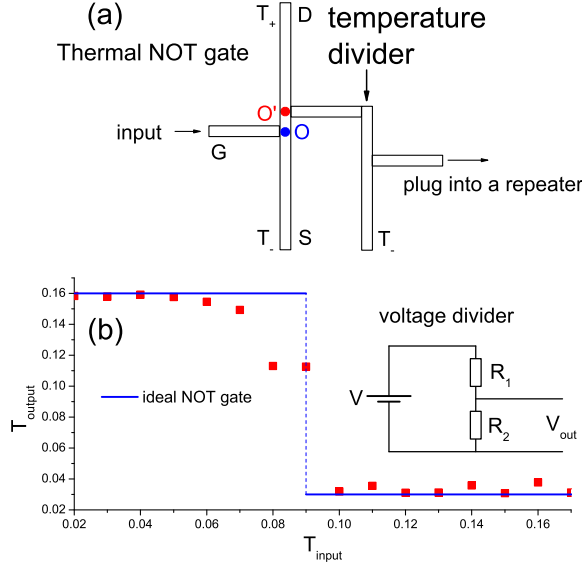 (a)
T+ D
temperature
divider
Thermal NOT gate
O'
input
O
G
plug into a repeater
T- S
T-
(b)
0.16
0.14
0.12
0.10
0.08
0.06
0.04
0.02
Toutput
ideal NOT gate
voltage divider
V
R1
R2
Vout
0.02 0.04 0.06 0.08 0.10 0.12 0.14 0.16
Tinput